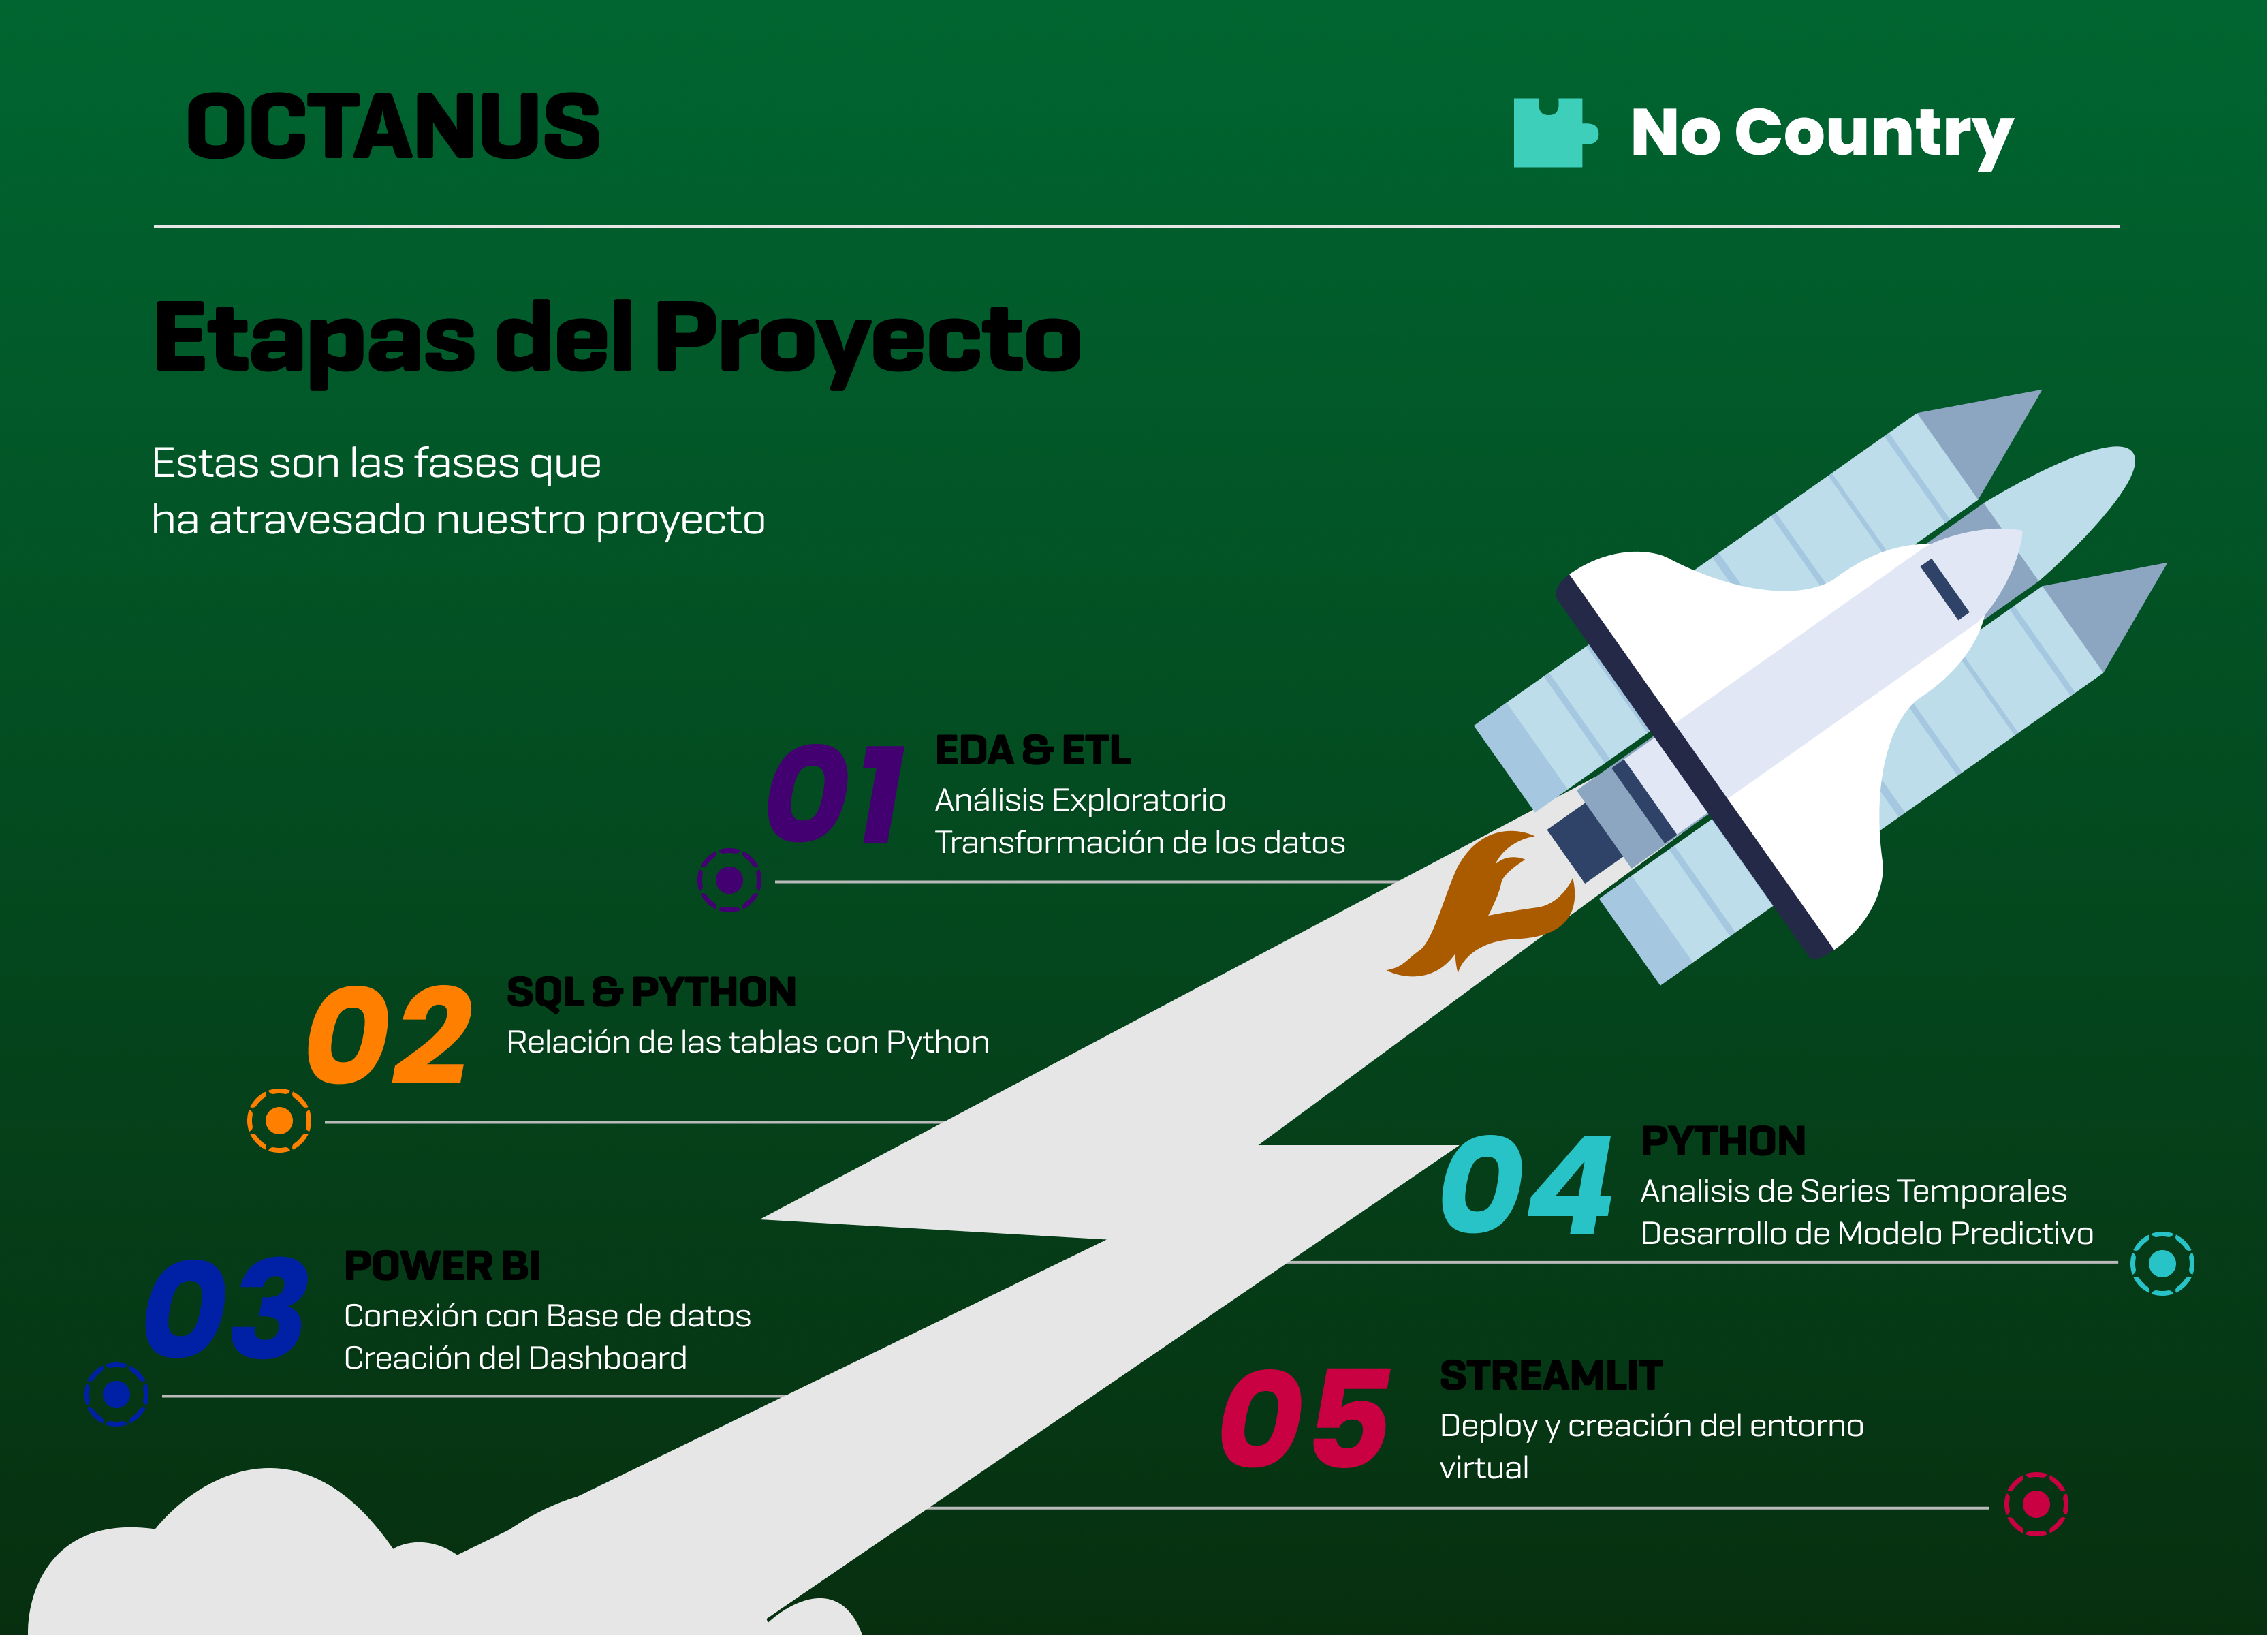 OCTANUS
No Country
Etapas del Proyecto
Estas son las fases que
ha atravesado nuestro proyecto
01
EDA & ETL
Análisis Exploratorio
Transformación de los datos
02
SQL & PYTHON
Relación de las tablas con Python
03
POWER BI
Conexión con Base de datos
Creación del Dashboard
04
PYTHON
Analisis de Series Temporales
Desarrollo de Modelo Predictivo
05
STREAMLIT
Deploy y creación del entorno
virtual